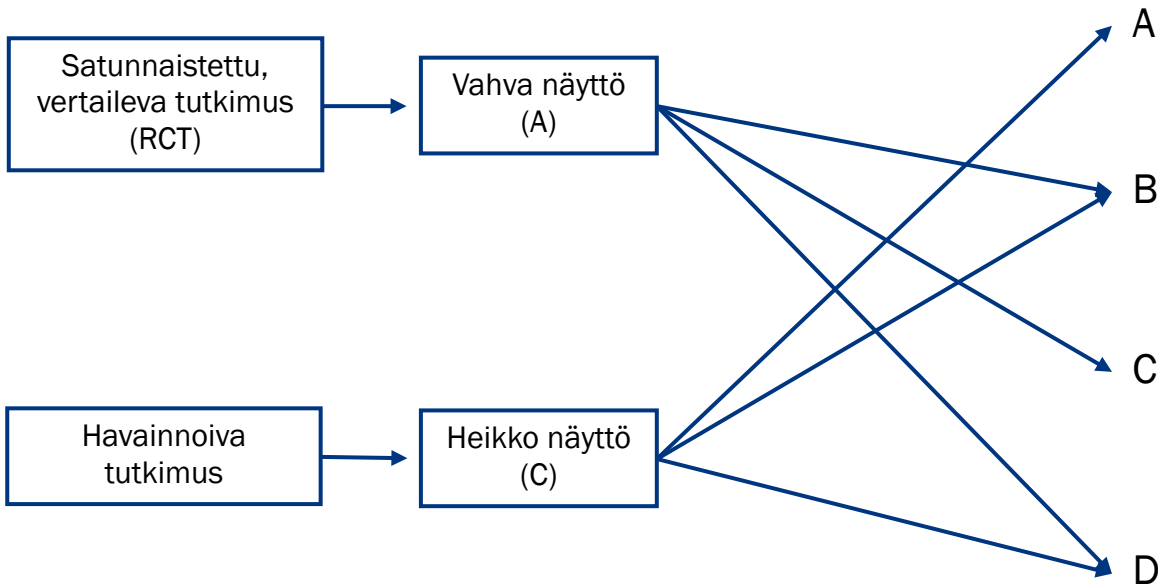 Satunnaistettu,
vertaileva tutkimus
(RCT)
Vahva näyttö
(A)
Havainnoiva
tutkimus
Heikko näyttö
(C)
A
B
C
D